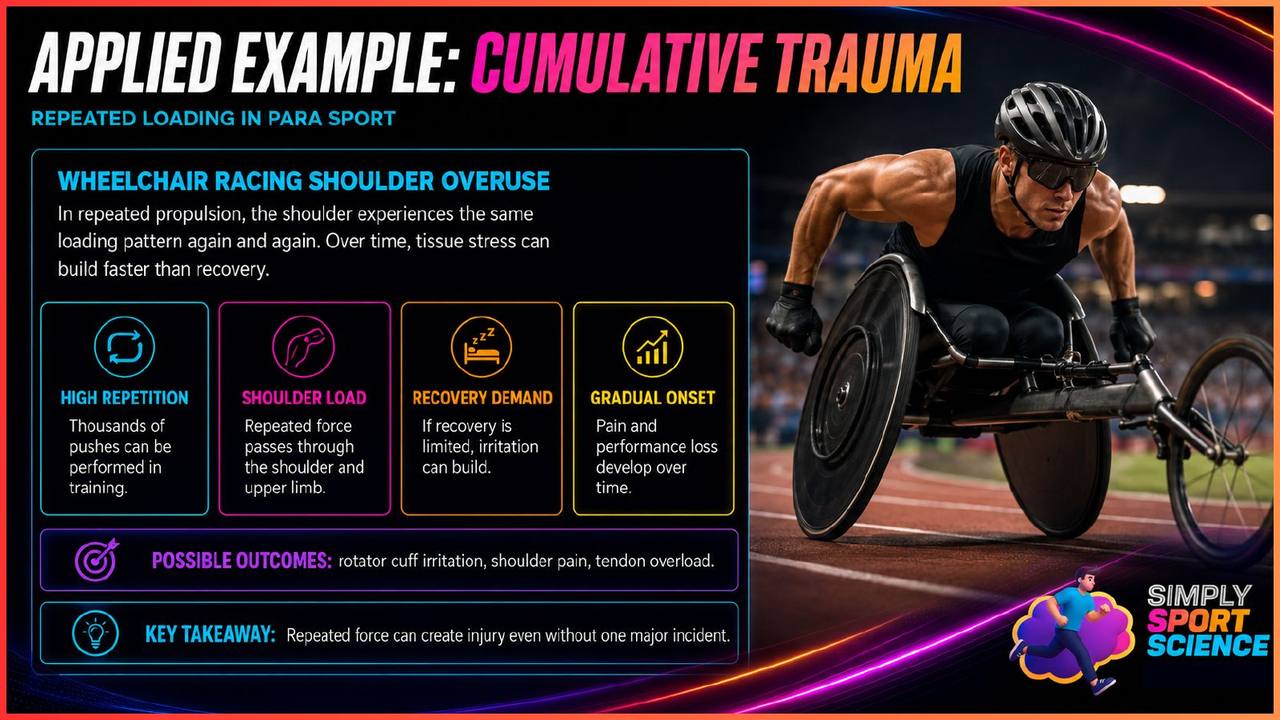 APPLIED EXAMPLE: CUMULATIVE TRAUMA
REPEATED LOADING IN PARA SPORT
WHEELCHAIR RACING SHOULDER OVERUSE
In repeated propulsion, the shoulder experiences the same
loading pattern again and again. Over time, tissue stress can
build faster than recovery.
HIGH REPETITION
Thousands of
pushes can be
performed in
training.
SHOULDER LOAD
Repeated force
passes through
the shoulder and
upper limb.
zzz
RECOVERY DEMAND
If recovery is
limited, irritation
can build.
GRADUAL ONSET
Pain and
performance loss
develop over
time.
POSSIBLE OUTCOMES: rotator cuff irritation, shoulder pain, tendon overload.
KEY TAKEAWAY: Repeated force can create injury even without one major incident.
SIMPLY
SPORT
SCIENCE